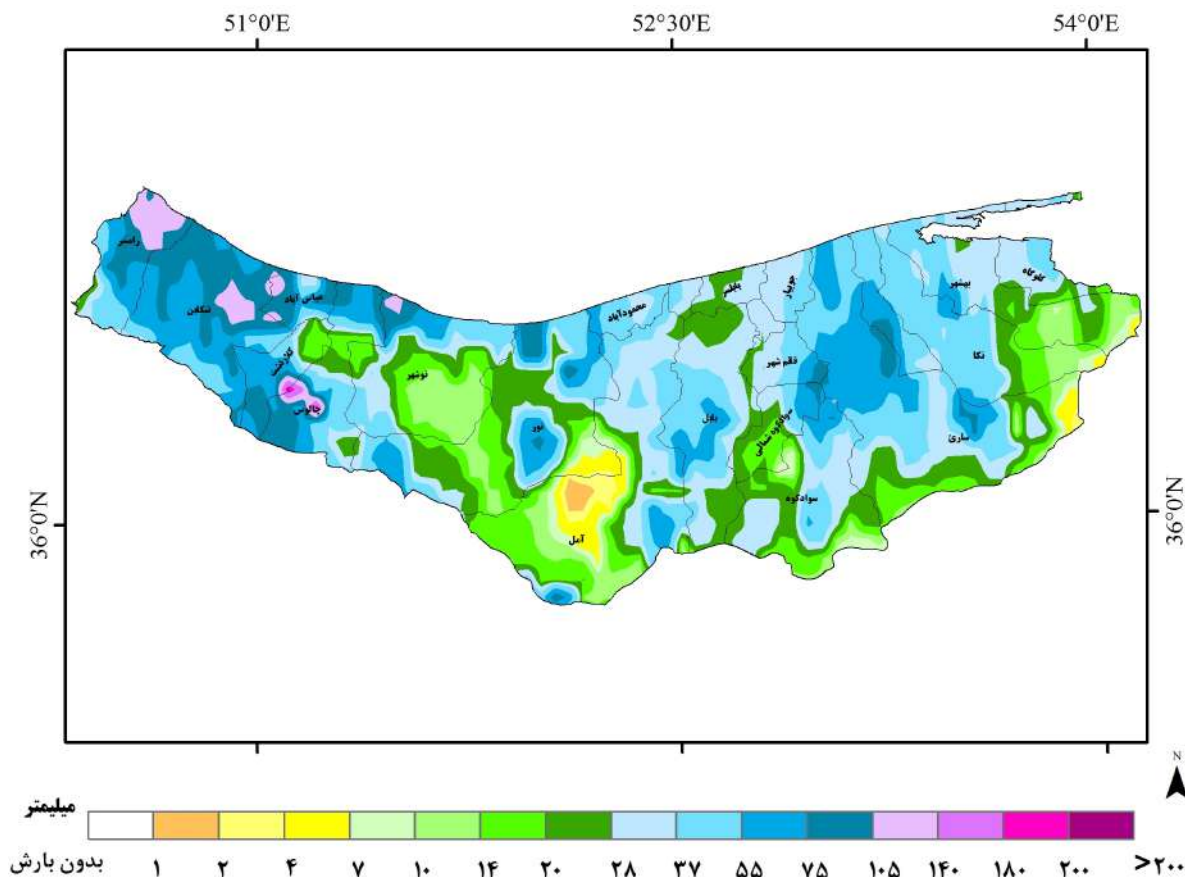 51°0'E 52°30'E 54°0'E
رامسر
تنکابن
عباس آباد
کلاردشت
چالوس
نوشهر
نور
آمل
محمودآباد
بابلسر
بابل
جویبار
قائم شهر
سوادکوه شمالی
سوادکوه
بهشهر
گلوگاه
نکا
ساری
36°0'N 36°0'N
N
میلیمتر
بدون بارش ۱ ۲ ۴ ۷ ۱۰ ۱۴ ۲۰ ۲۸ ۳۷ ۵۵ ۷۵ ۱۰۵ ۱۴۰ ۱۸۰ ۲۰۰ >۲۰۰